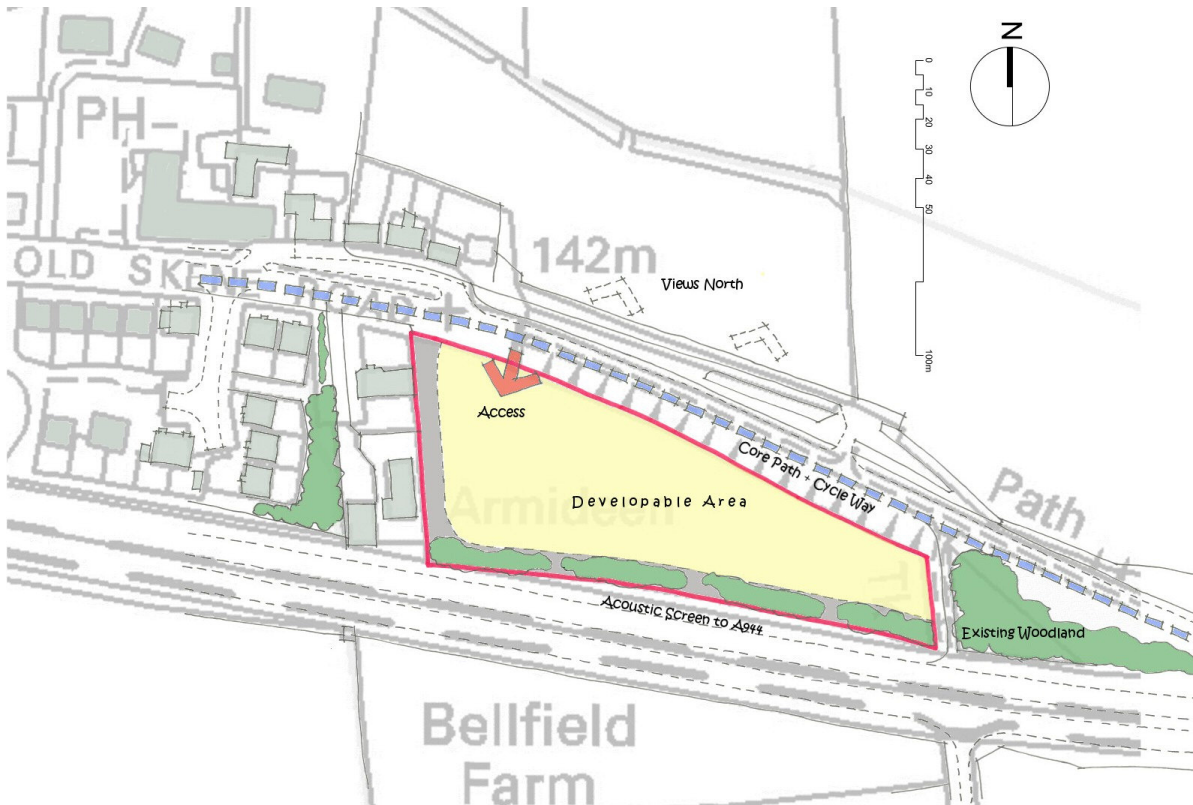 N
0
10
20
30
40
50
100m
PH
OLD SKENE ROAD
142m
Views North
Access
Core Path + Cycle Way
Path
Developable Area
Armideen
Acoustic Screen to A944
Existing Woodland
Bellfield
Farm